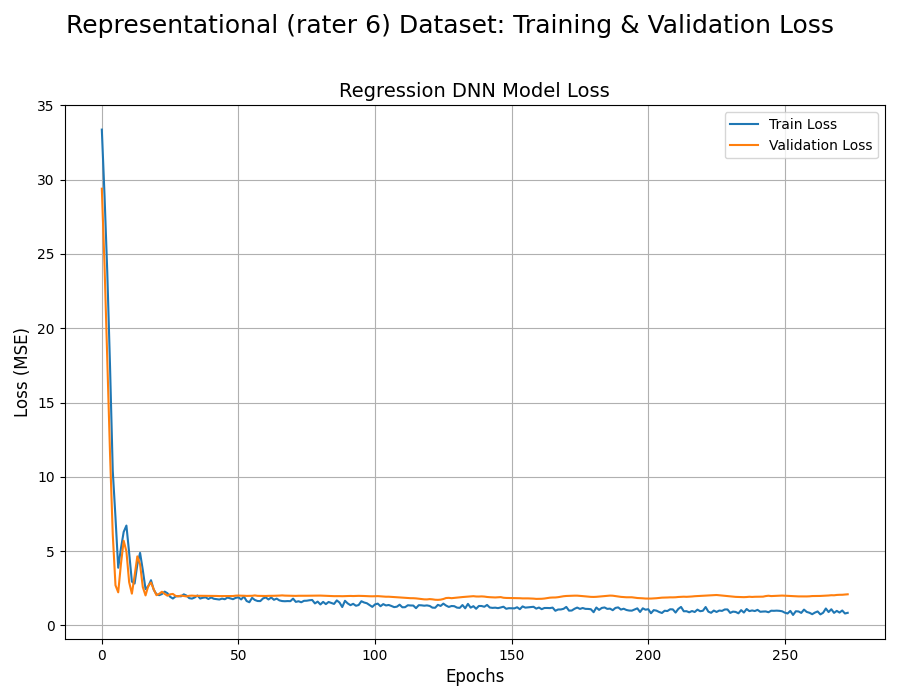 Representational (rater 6) Dataset: Training & Validation Loss
Regression DNN Model Loss
Train Loss
Validation Loss
Loss (MSE)
35
30
25
20
15
10
5
0
0 50 100 150 200 250
Epochs